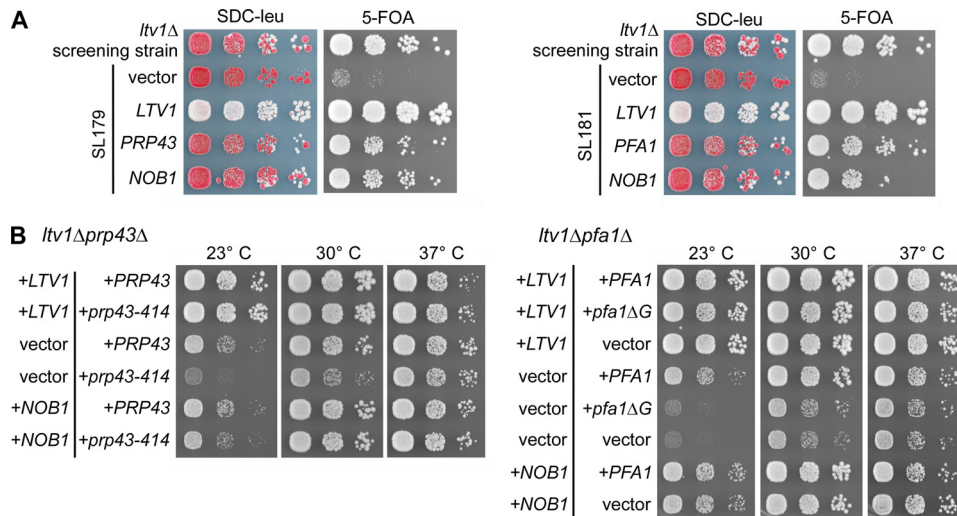 A
SDC-leu 5-FOA
ltv1Δ
screening strain
vector
LTV1
PRP43
NOB1
SL179
SDC-leu 5-FOA
ltv1Δ
screening strain
vector
LTV1
PFA1
NOB1
SL181
B ltv1Δprp43Δ
23° C 30° C 37° C
+LTV1 +PRP43
+LTV1 +prp43-414
vector +PRP43
vector +prp43-414
+NOB1 +PRP43
+NOB1 +prp43-414
ltv1Δpfa1Δ
23° C 30° C 37° C
+LTV1 +PFA1
+LTV1 +pfa1ΔG
+LTV1 vector
vector +PFA1
vector +pfa1ΔG
vector vector
+NOB1 +PFA1
+NOB1 vector